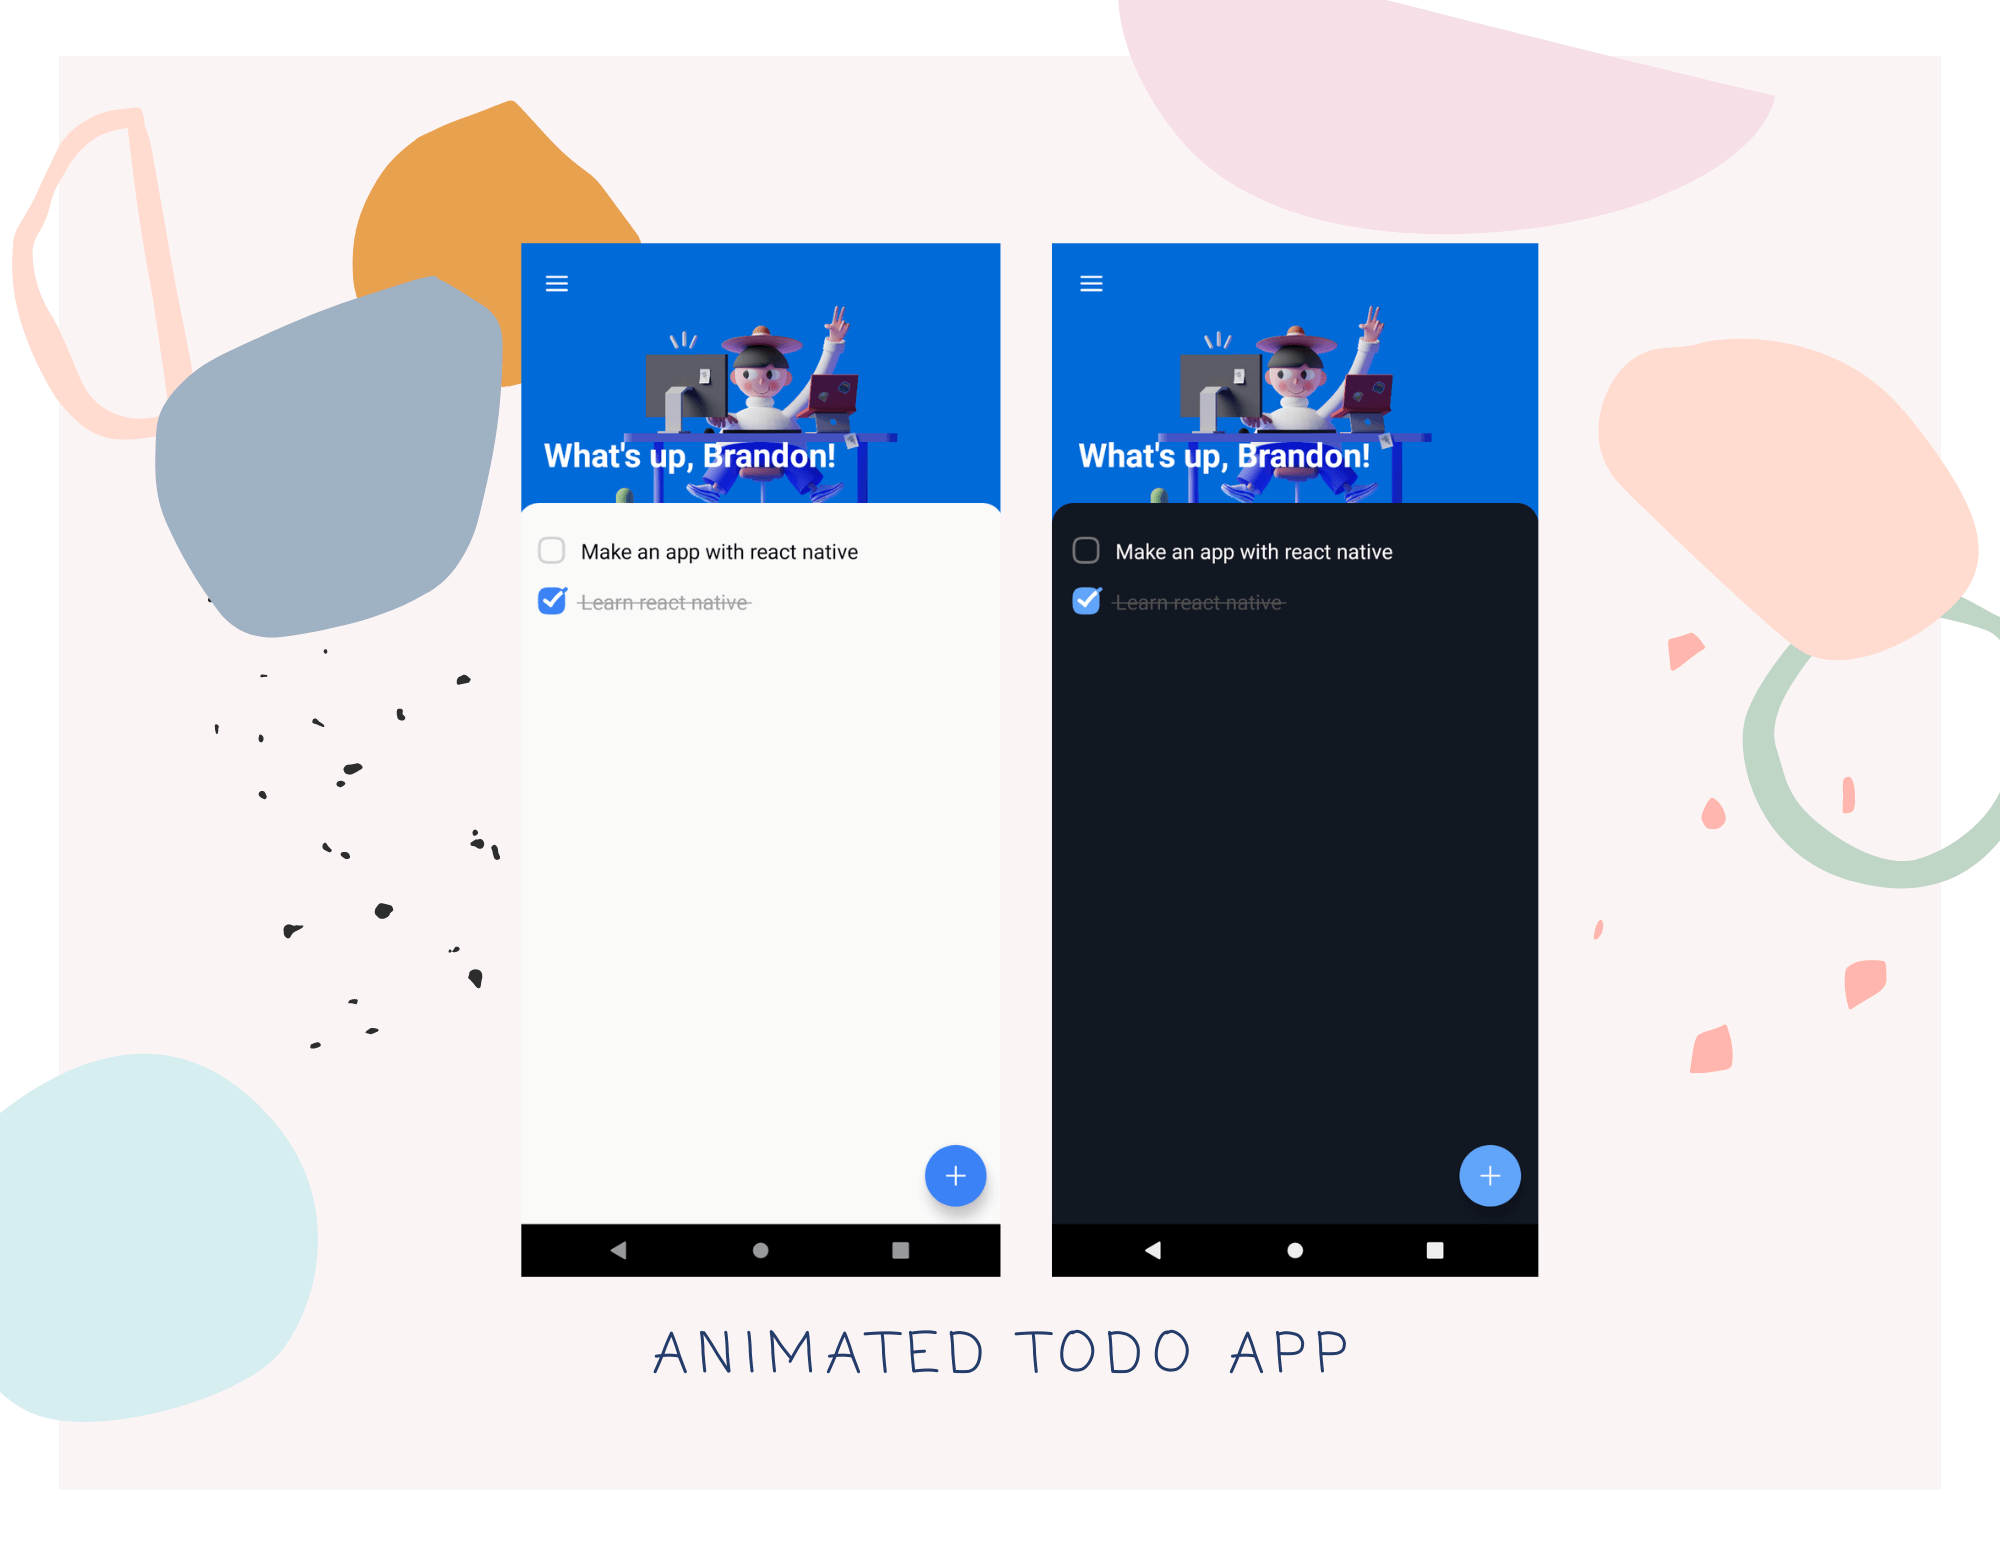 What's up, Brandon!
Make an app with react native
Learn react native
What's up, Brandon!
Make an app with react native
Learn react native
ANIMATED TODO APP